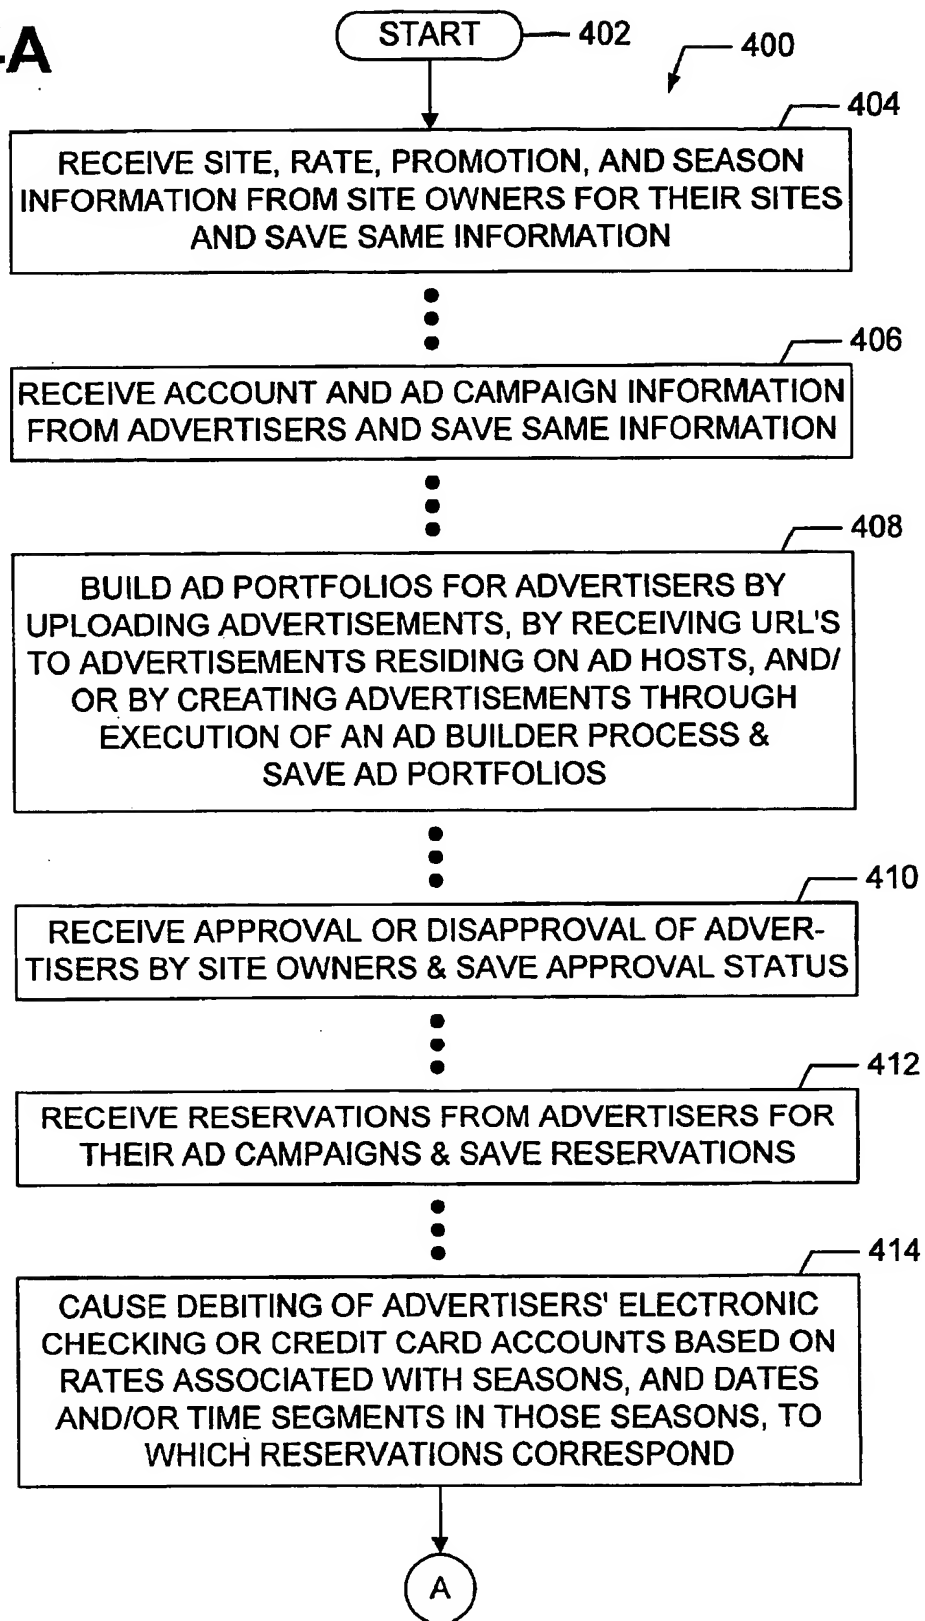 4A
START
402
400
404
RECEIVE SITE, RATE, PROMOTION, AND SEASON
INFORMATION FROM SITE OWNERS FOR THEIR SITES
AND SAVE SAME INFORMATION
406
RECEIVE ACCOUNT AND AD CAMPAIGN INFORMATION
FROM ADVERTISERS AND SAVE SAME INFORMATION
408
BUILD AD PORTFOLIOS FOR ADVERTISERS BY
UPLOADING ADVERTISEMENTS, BY RECEIVING URL'S
TO ADVERTISEMENTS RESIDING ON AD HOSTS, AND/
OR BY CREATING ADVERTISEMENTS THROUGH
EXECUTION OF AN AD BUILDER PROCESS &
SAVE AD PORTFOLIOS
410
RECEIVE APPROVAL OR DISAPPROVAL OF ADVER-
TISERS BY SITE OWNERS & SAVE APPROVAL STATUS
412
RECEIVE RESERVATIONS FROM ADVERTISERS FOR
THEIR AD CAMPAIGNS & SAVE RESERVATIONS
414
CAUSE DEBITING OF ADVERTISERS' ELECTRONIC
CHECKING OR CREDIT CARD ACCOUNTS BASED ON
RATES ASSOCIATED WITH SEASONS, AND DATES
AND/OR TIME SEGMENTS IN THOSE SEASONS, TO
WHICH RESERVATIONS CORRESPOND
A